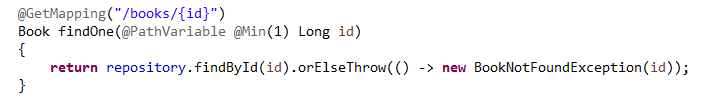 @GetMapping("/books/{id}")
Book findOne(@PathVariable @Min(1) Long id)
{
    return repository.findById(id).orElseThrow(() -> new BookNotFoundException(id));
}